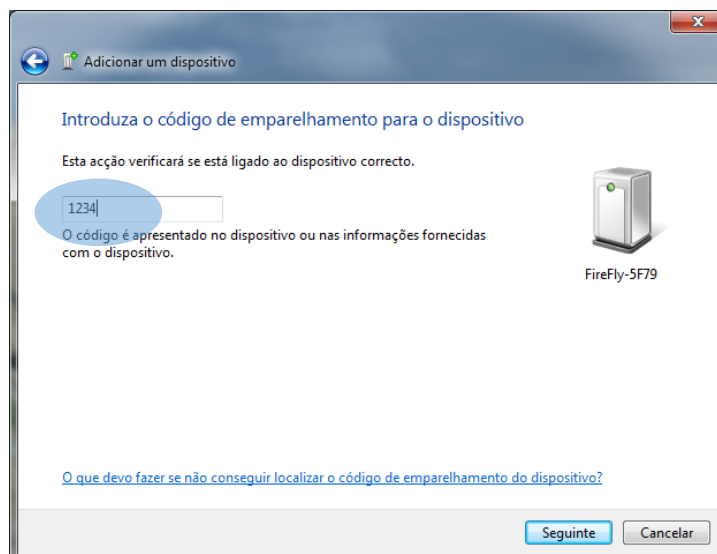 Adicionar um dispositivo
Introduza o código de emparelhamento para o dispositivo
Esta acção verificará se está ligado ao dispositivo correcto.
1234
O código é apresentado no dispositivo ou nas informações fornecidas
com o dispositivo.
FireFly-5F79
O que devo fazer se não conseguir localizar o código de emparelhamento do dispositivo?
Seguinte
Cancelar